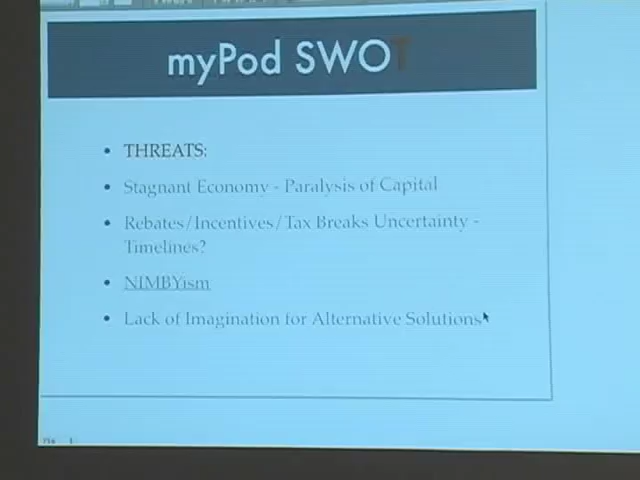 myPod SWOT
• THREATS:
• Stagnant Economy - Paralysis of Capital
• Rebates/Incentives/Tax Breaks Uncertainty -
Timelines?
• NIMBYism
• Lack of Imagination for Alternative Solutions